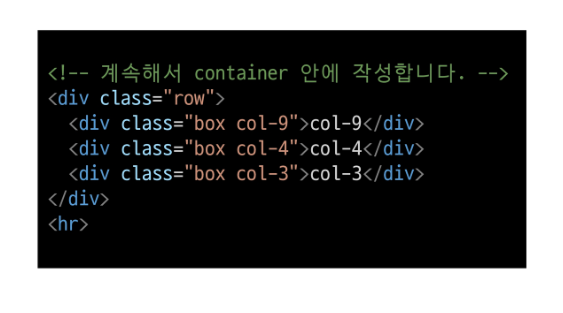 <!-- 계속해서 container 안에 작성합니다. -->
<div class="row">
  <div class="box col-9">col-9</div>
  <div class="box col-4">col-4</div>
  <div class="box col-3">col-3</div>
</div>
<hr>